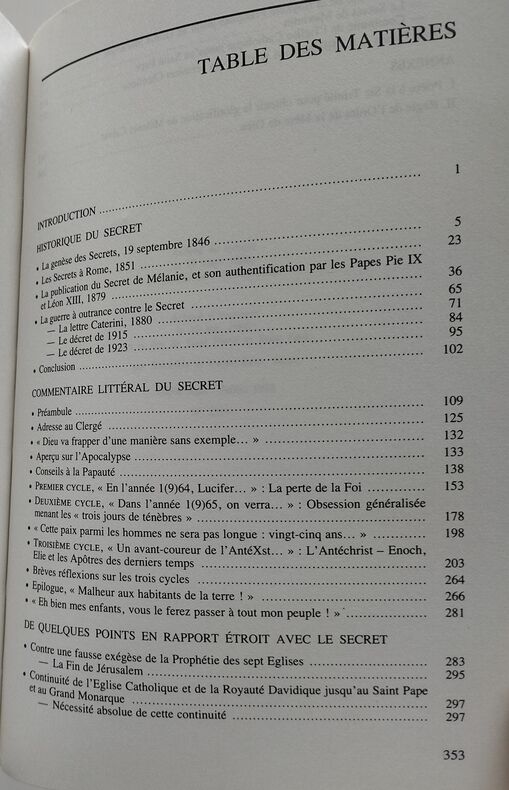 TABLE DES MATIÈRES
INTRODUCTION 1
HISTORIQUE DU SECRET
• La genèse des Secrets, 19 septembre 1846 5
• Les Secrets à Rome, 1851 23
• La publication du Secret de Mélanie, et son authentification par les Papes Pie IX
et Léon XIII, 1879 36
• La guerre à outrance contre le Secret 65
— La lettre Caterini, 1880 71
— Le décret de 1915 84
— Le décret de 1923 95
• Conclusion 102
COMMENTAIRE LITTÉRAL DU SECRET
• Préambule 109
• Adresse au Clergé 125
• « Dieu va frapper d'une manière sans exemple... » 132
• Aperçu sur l'Apocalypse 133
• Conseils à la Papauté 138
• PREMIER CYCLE, « En l'année 1(9)64, Lucifer... » : La perte de la Foi 153
• DEUXIÈME CYCLE, « Dans l'année 1(9)65, on verra... » : Obsession généralisée
menant les « trois jours de ténèbres » 178
• « Cette paix parmi les hommes ne sera pas longue : vingt-cinq ans... » 198
• TROISIÈME CYCLE, « Un avant-coureur de l'AntéXst... » : L'Antéchrist – Enoch,
Elie et les Apôtres des derniers temps 203
• Brèves réflexions sur les trois cycles 264
• Epilogue, « Malheur aux habitants de la terre ! » 266
• « Eh bien mes enfants, vous le ferez passer à tout mon peuple ! » 281
DE QUELQUES POINTS EN RAPPORT ÉTROIT AVEC LE SECRET
• Contre une fausse exégèse de la Prophétie des sept Eglises 283
— La Fin de Jérusalem 295
• Continuité de l'Eglise Catholique et de la Royauté Davidique jusqu'au Saint Pape
et au Grand Monarque 297
— Nécessité absolue de cette continuité 297
353